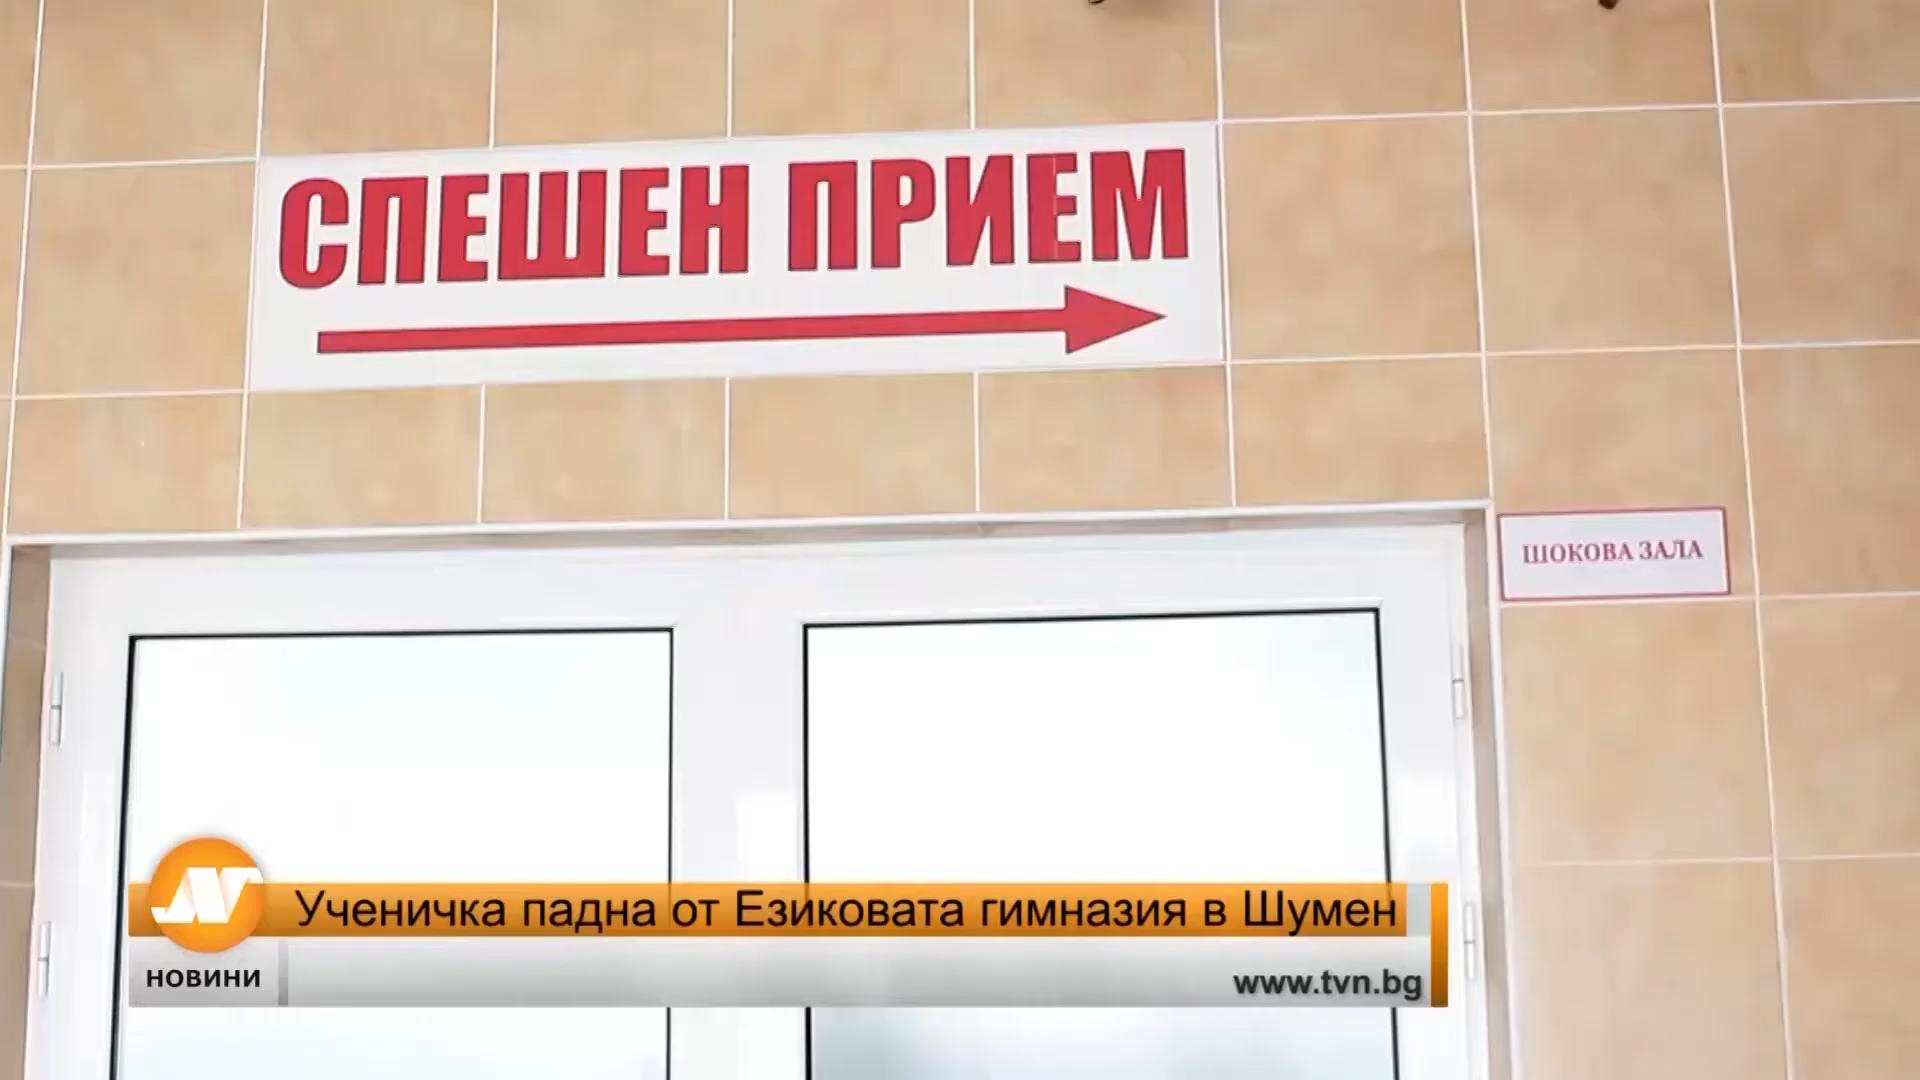 СПЕШЕН ПРИЕМ
ШОКОВА ЗАЛА
Ученичка падна от Езиковата гимназия в Шумен
НОВИНИ
www.tvn.bg